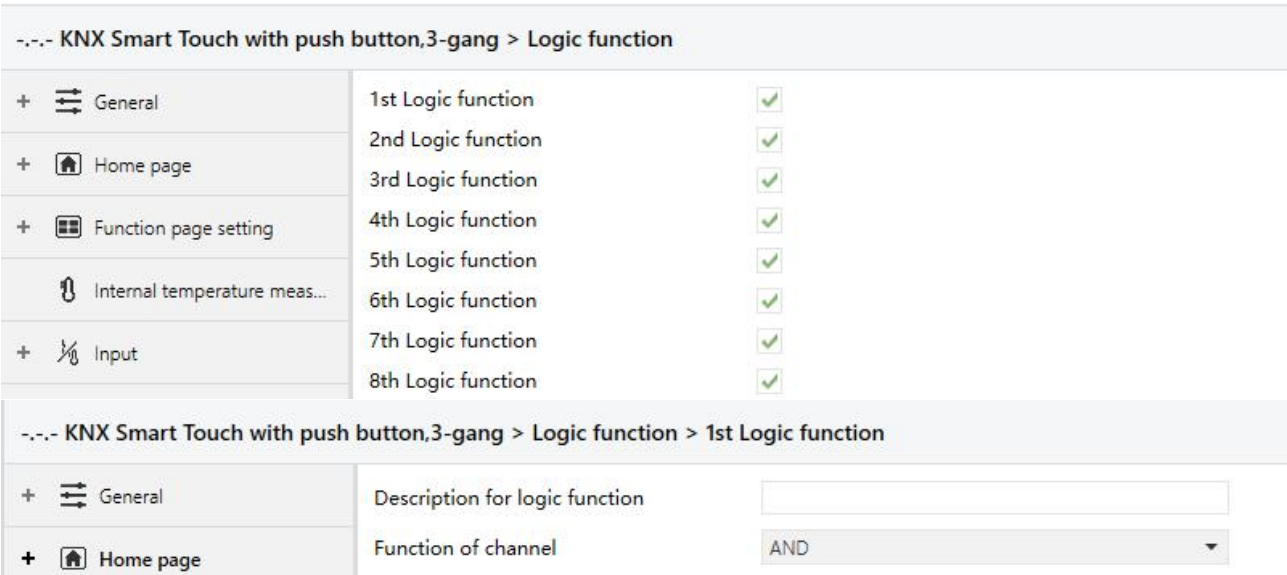 -.-.- KNX Smart Touch with push button,3-gang > Logic function
General
Home page
Function page setting
Internal temperature meas...
Input
1st Logic function
2nd Logic function
3rd Logic function
4th Logic function
5th Logic function
6th Logic function
7th Logic function
8th Logic function
-.-.- KNX Smart Touch with push button,3-gang > Logic function > 1st Logic function
General
Home page
Description for logic function
Function of channel AND